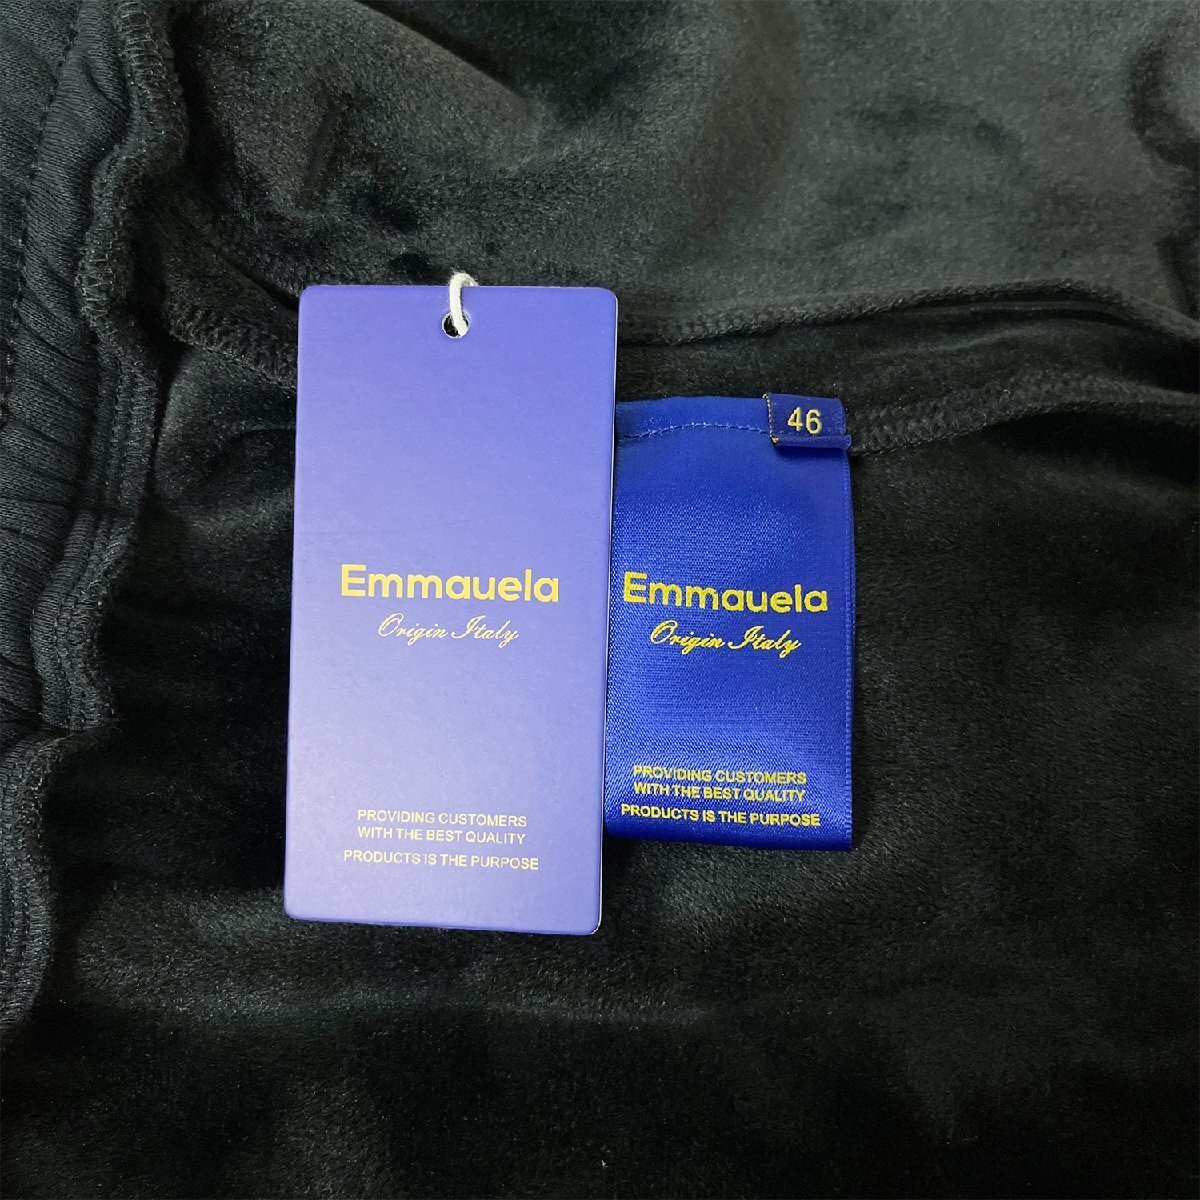 Emmauela
Origin Italy
PROVIDING CUSTOMERS
WITH THE BEST QUALITY
PRODUCTS IS THE PURPOSE
46
Emmauela
Origin Italy
PROVIDING CUSTOMERS
WITH THE BEST QUALITY
PRODUCTS IS THE PURPOSE